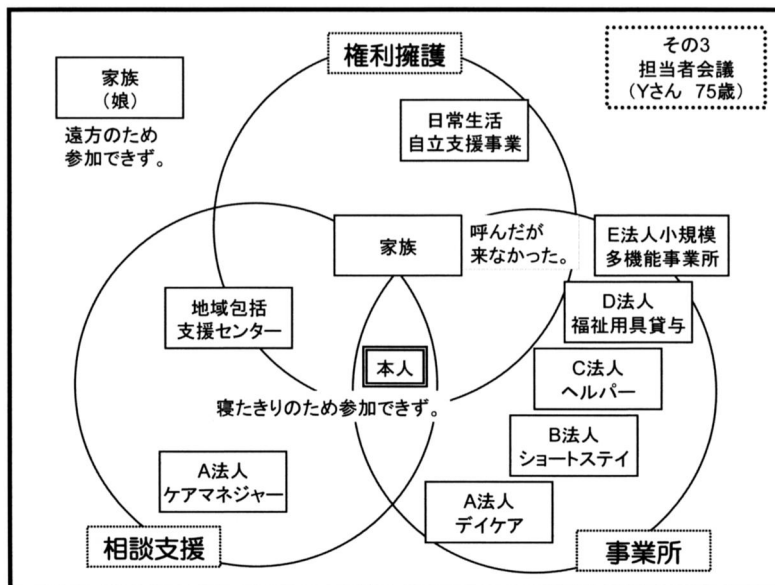 権利擁護
その3
担当者会議
(Yさん 75歳)
家族
(娘)
遠方のため
参加できず。
日常生活
自立支援事業
家族
呼んだが
来なかった。
E法人小規模
多機能事業所
地域包括
支援センター
D法人
福祉用具貸与
本人
寝たきりのため参加できず。
C法人
ヘルパー
B法人
ショートステイ
A法人
ケアマネジャー
A法人
デイケア
相談支援
事業所